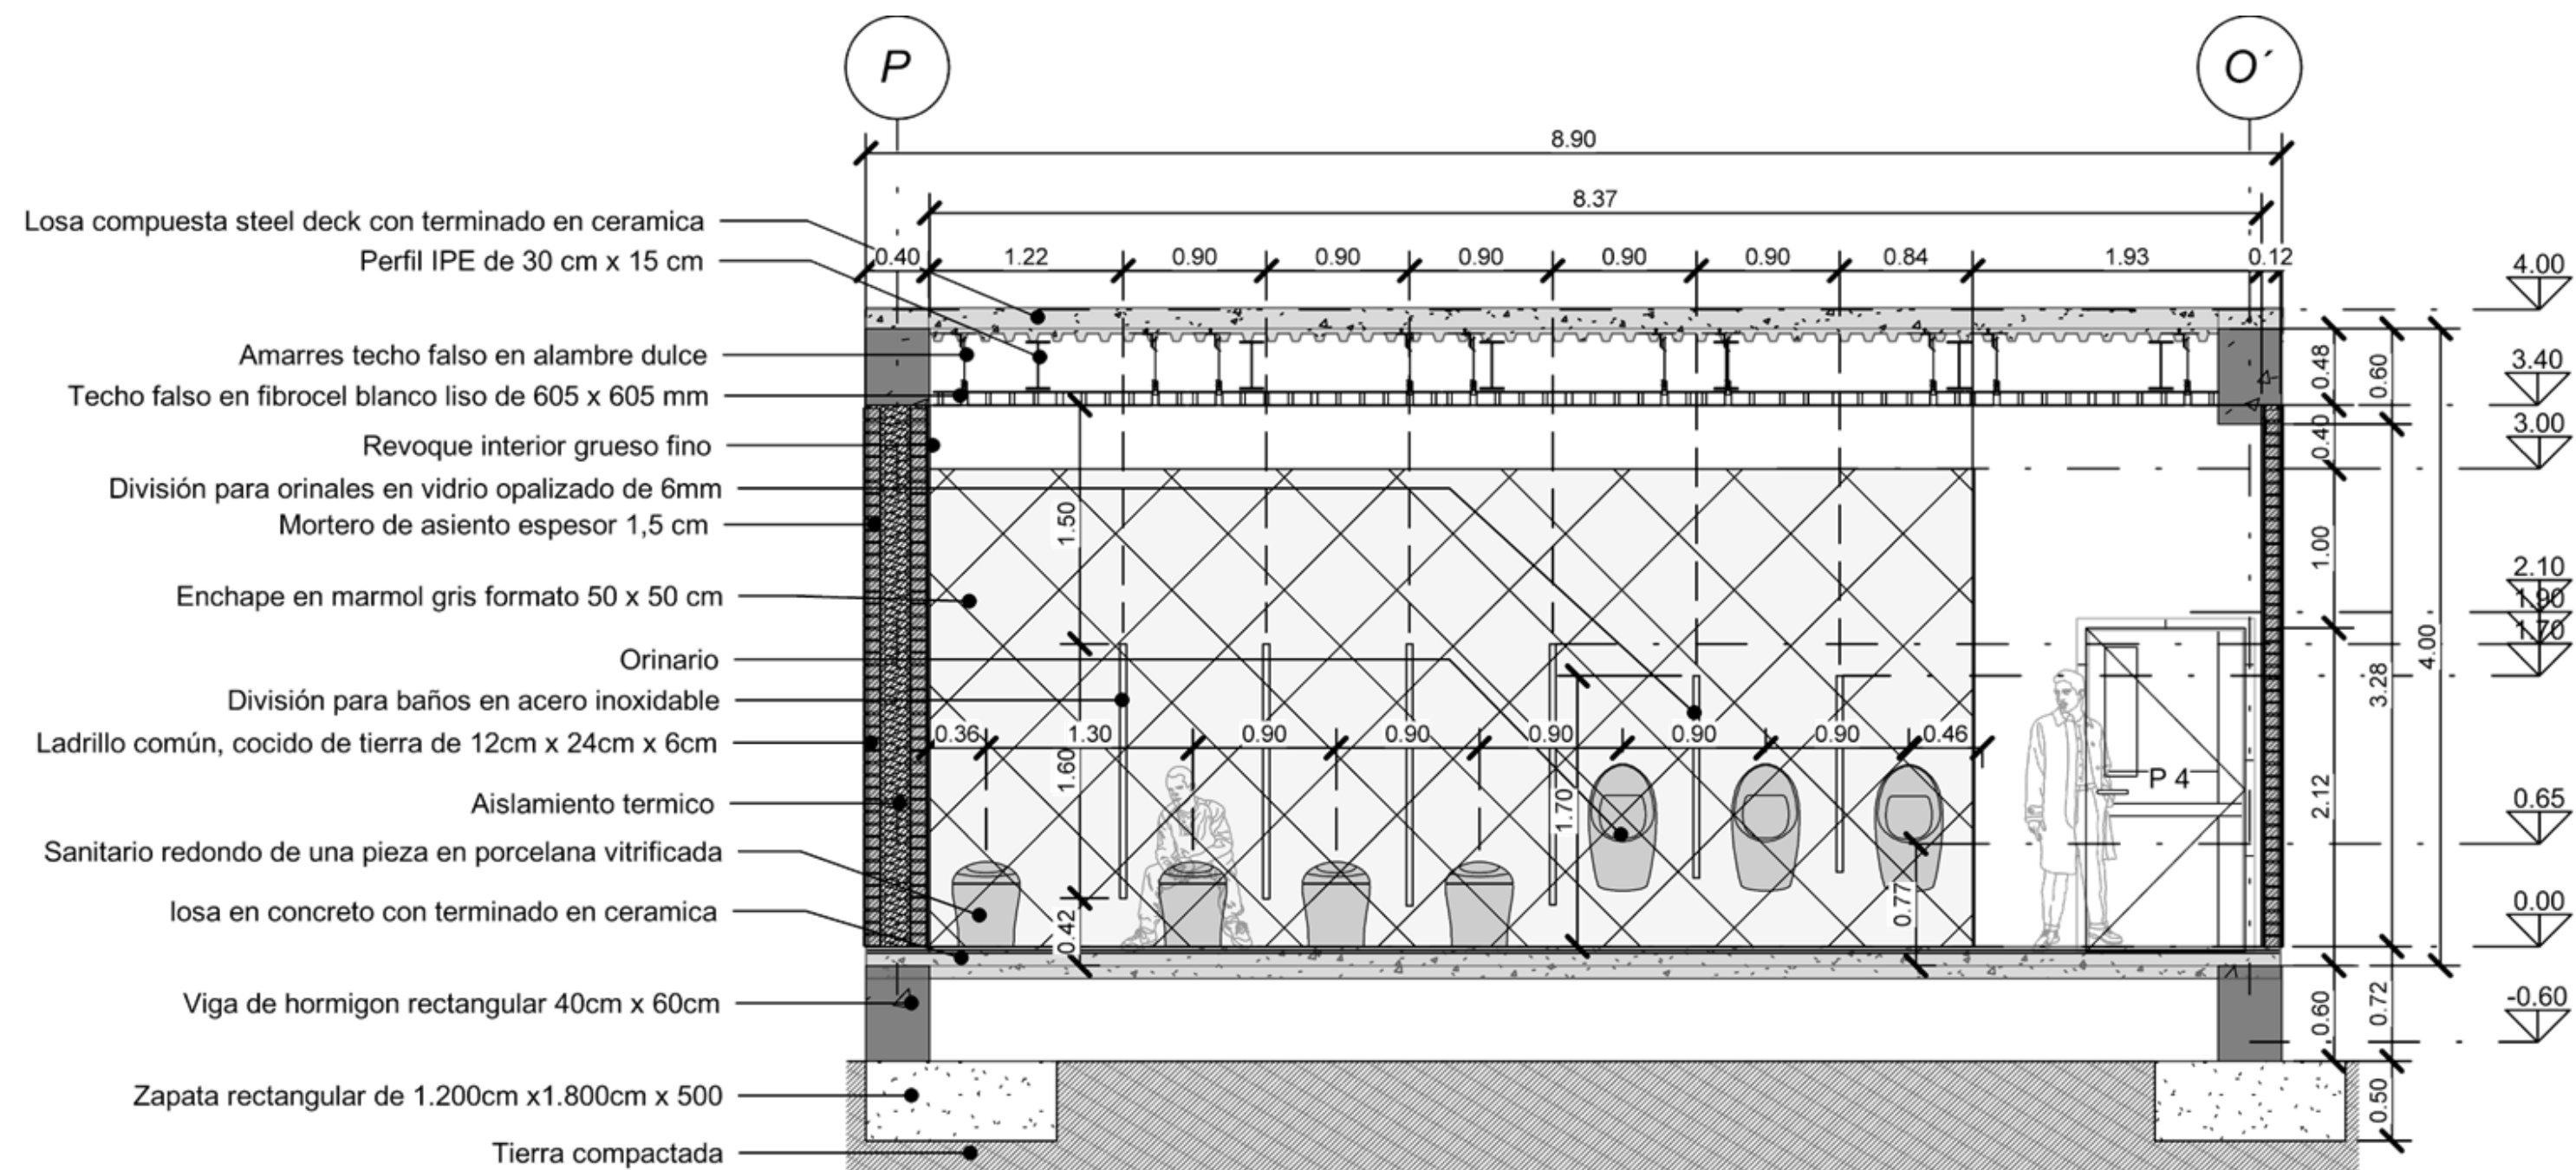 P
O´
8.90
8.37
0.40 1.22 0.90 0.90 0.90 0.90 0.90 0.84 1.93 0.12
Losa compuesta steel deck con terminado en ceramica
Perfil IPE de 30 cm x 15 cm
Amarres techo falso en alambre dulce
Techo falso en fibrocel blanco liso de 605 x 605 mm
Revoque interior grueso fino
División para orinales en vidrio opalizado de 6mm
Mortero de asiento espesor 1,5 cm
Enchape en marmol gris formato 50 x 50 cm
Orinario
División para baños en acero inoxidable
Ladrillo común, cocido de tierra de 12cm x 24cm x 6cm
Aislamiento termico
Sanitario redondo de una pieza en porcelana vitrificada
losa en concreto con terminado en ceramica
Viga de hormigon rectangular 40cm x 60cm
Zapata rectangular de 1.200cm x1.800cm x 500
Tierra compactada
1.50
1.60
0.42
0.36 1.30 0.90 0.90 0.90 0.90 0.90 0.46
1.70
0.77
P 4
0.48
0.40
1.00
2.12
0.60
0.60
3.28
0.72
0.50
4.00
4.00
3.40
3.00
2.10
1.90
1.70
0.65
0.00
-0.60